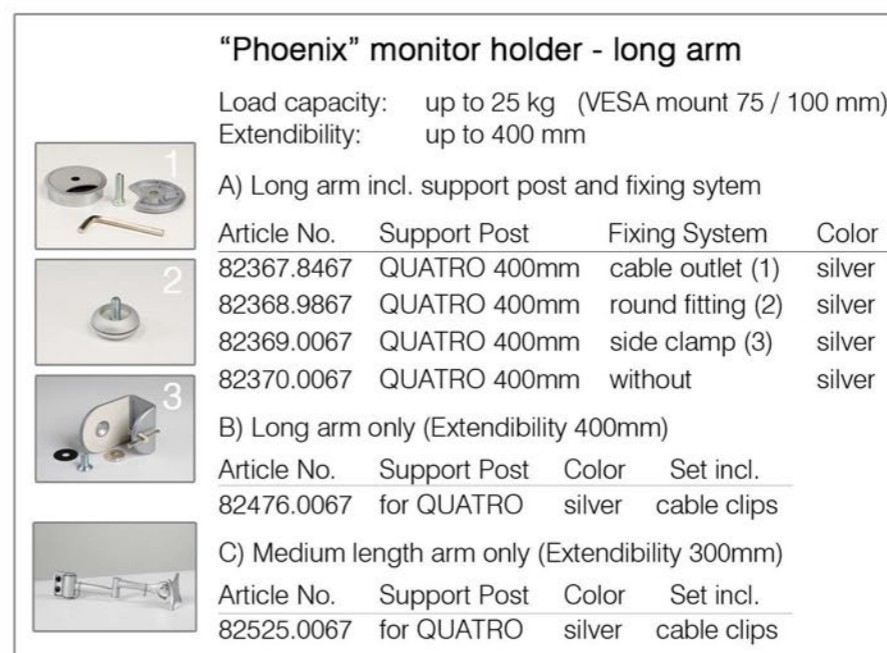 “Phoenix” monitor holder - long arm
Load capacity: up to 25 kg (VESA mount 75 / 100 mm)
Extendibility: up to 400 mm
1
A) Long arm incl. support post and fixing sytem
Article No. Support Post Fixing System Color
82367.8467 QUATRO 400mm cable outlet (1) silver
2
82368.9867 QUATRO 400mm round fitting (2) silver
82369.0067 QUATRO 400mm side clamp (3) silver
82370.0067 QUATRO 400mm without silver
3
B) Long arm only (Extendibility 400mm)
Article No. Support Post Color Set incl.
82476.0067 for QUATRO silver cable clips
C) Medium length arm only (Extendibility 300mm)
Article No. Support Post Color Set incl.
82525.0067 for QUATRO silver cable clips